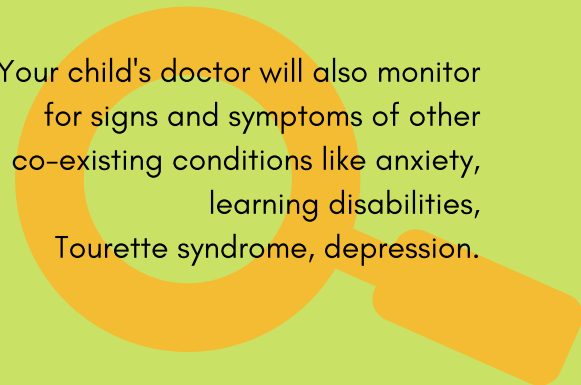 Your child's doctor will also monitor
for signs and symptoms of other
co-existing conditions like anxiety,
learning disabilities,
Tourette syndrome, depression.